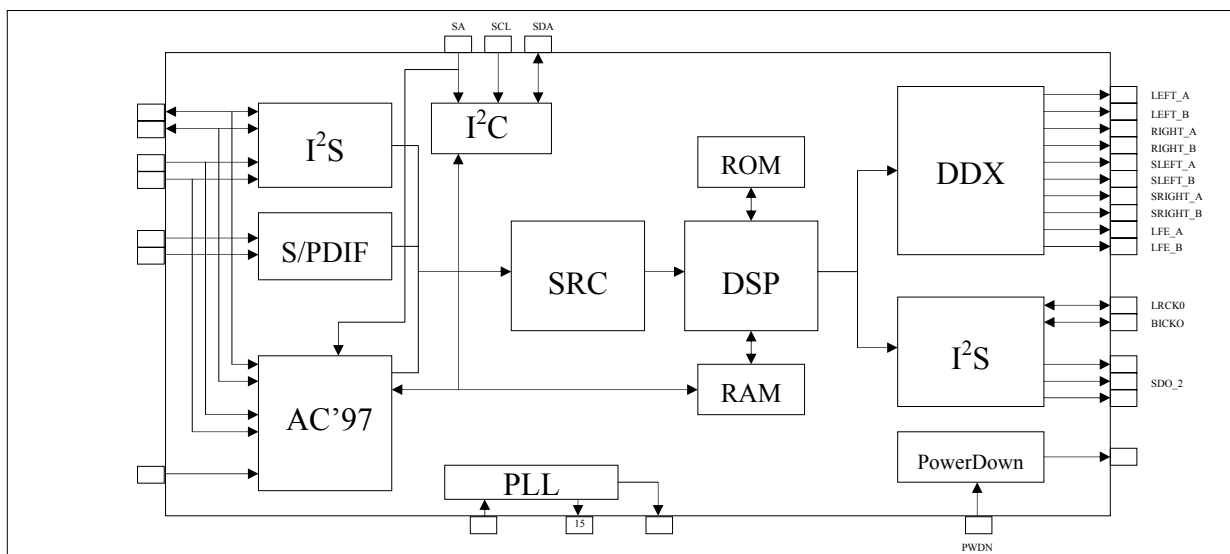 SA SCL SDA
I²S
I²C
S/PDIF
AC'97
SRC
ROM
DSP
RAM
PLL
15
DDX
I²S
PowerDown
PWDN
LEFT_A
LEFT_B
RIGHT_A
RIGHT_B
SLEFT_A
SLEFT_B
SRIGHT_A
SRIGHT_B
LFE_A
LFE_B
LRCK0
BICKO
SDO_2